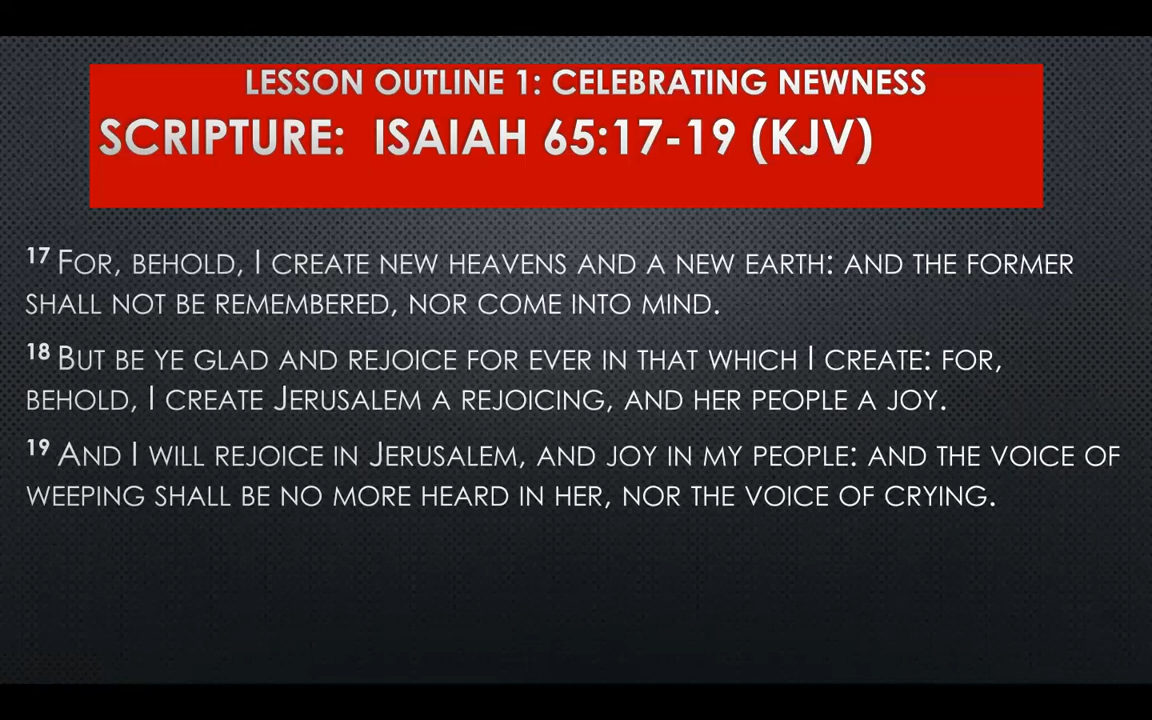 LESSON OUTLINE 1: CELEBRATING NEWNESS
SCRIPTURE: ISAIAH 65:17-19 (KJV)
17 FOR, BEHOLD, I CREATE NEW HEAVENS AND A NEW EARTH: AND THE FORMER
SHALL NOT BE REMEMBERED, NOR COME INTO MIND.
18 BUT BE YE GLAD AND REJOICE FOR EVER IN THAT WHICH I CREATE: FOR,
BEHOLD, I CREATE JERUSALEM A REJOICING, AND HER PEOPLE A JOY.
19 AND I WILL REJOICE IN JERUSALEM, AND JOY IN MY PEOPLE: AND THE VOICE OF
WEEPING SHALL BE NO MORE HEARD IN HER, NOR THE VOICE OF CRYING.